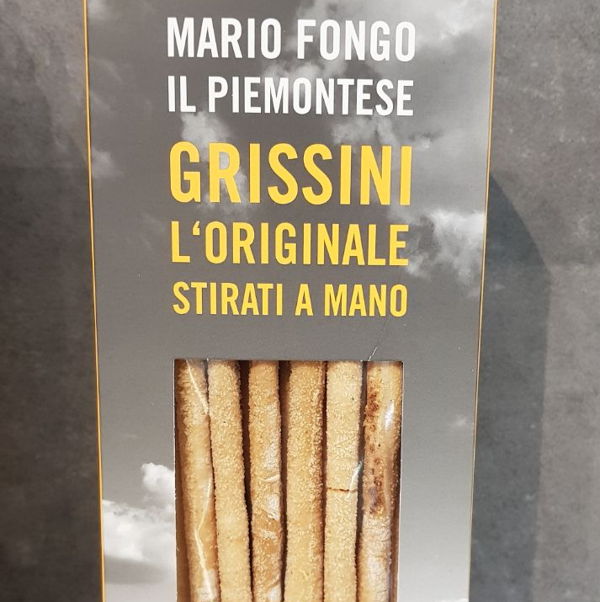 MARIO FONGO
IL PIEMONTESE
GRISSINI
L‘ORIGINALE
STIRATI A MANO